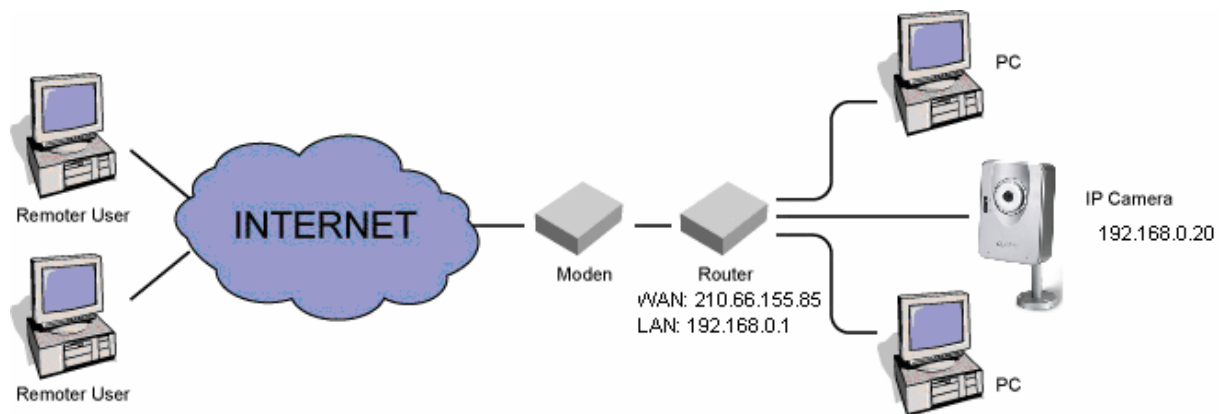 PC
Remoter User
INTERNET
IP Camera
192.168.0.20
Moden
Router
WAN: 210.66.155.85
LAN: 192.168.0.1
Remoter User
PC